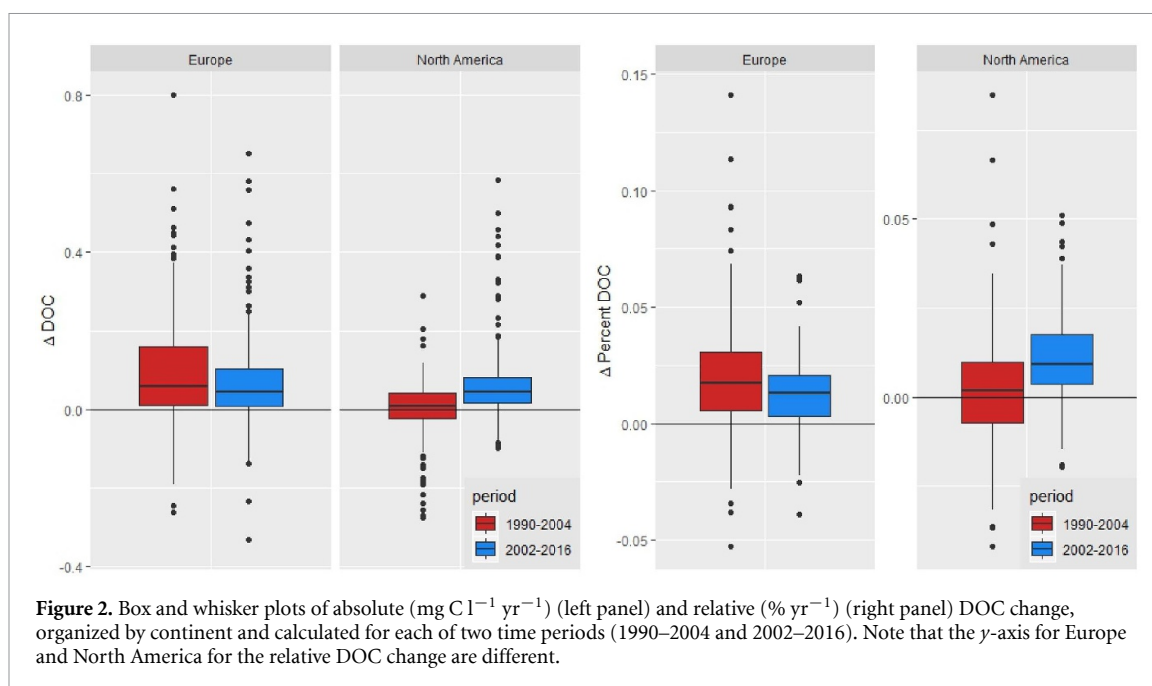 Europe
North America
Europe
North America
0.8
0.4
0.0
-0.4
Δ DOC
period
1990-2004
2002-2016
0.15
0.10
0.05
0.00
-0.05
Δ Percent DOC
0.05
0.00
period
1990-2004
2002-2016
Figure 2. Box and whisker plots of absolute (mg C l⁻¹ yr⁻¹) (left panel) and relative (% yr⁻¹) (right panel) DOC change,
organized by continent and calculated for each of two time periods (1990–2004 and 2002–2016). Note that the y-axis for Europe
and North America for the relative DOC change are different.